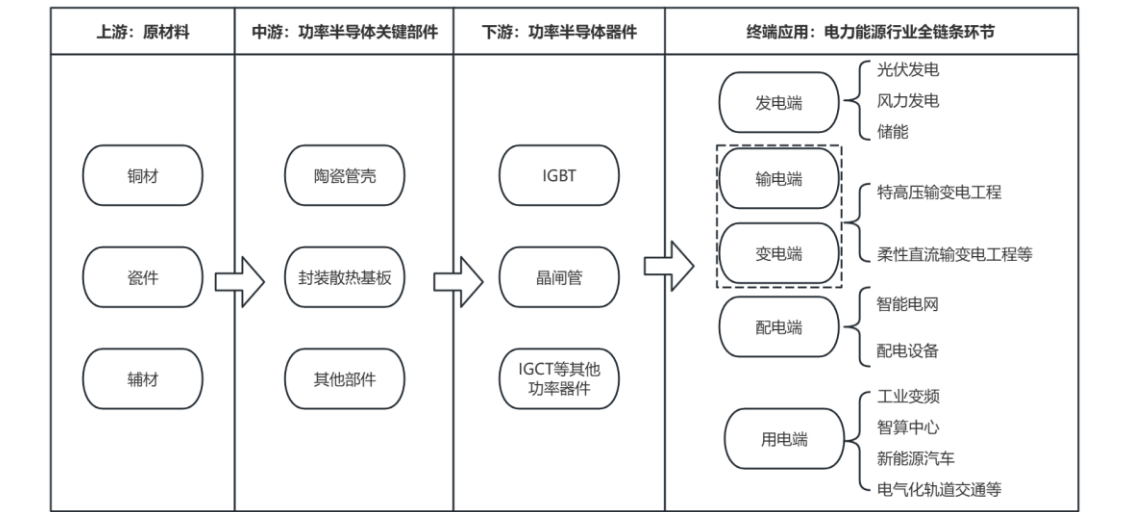 上游：原材料
中游：功率半导体关键部件
下游：功率半导体器件
终端应用：电力能源行业全链条环节
铜材
瓷件
辅材
陶瓷管壳
封装散热基板
其他部件
IGBT
晶闸管
IGCT等其他
功率器件
发电端
光伏发电
风力发电
储能
输电端
变电端
特高压输变电工程
柔性直流输变电工程等
配电端
智能电网
配电设备
用电端
工业变频
智算中心
新能源汽车
电气化轨道交通等